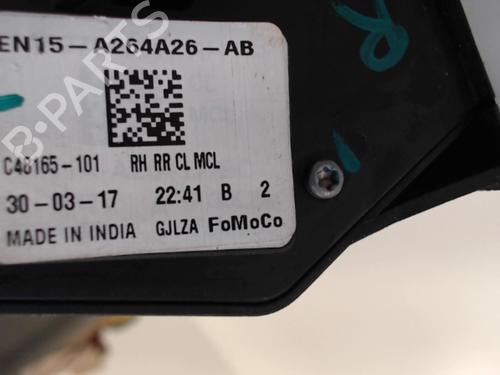 EN15-A264A26-AB
C48165-101 RH RR CL MCL
30-03-17 22:41 B 2
MADE IN INDIA GJLZA FoMoCo
R
B-PARTS